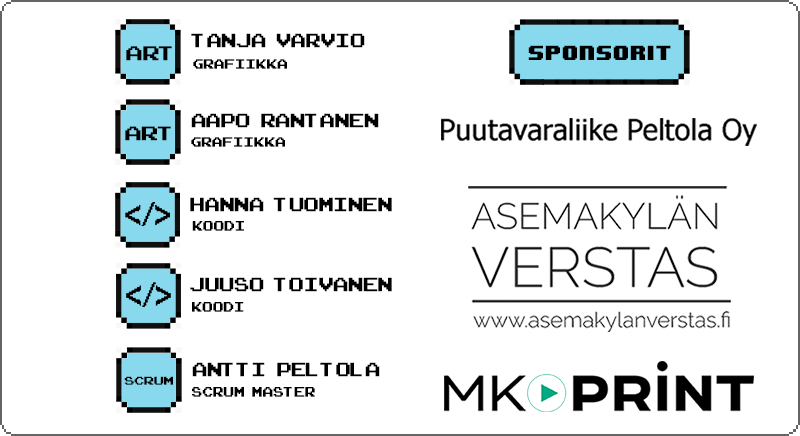 ART
TANJA VARVIO
GRAFIIKKA
ART
AAPO RANTANEN
GRAFIIKKA
</>
HANNA TUOMINEN
KOODI
</>
JUUSO TOIVANEN
KOODI
SCRUM
ANTTI PELTOLA
SCRUM MASTER
SPONSORIT
Puutavaraliike Peltola Oy
ASEMAKYLÄN
VERSTAS
www.asemakylanverstas.fi
MK PRiNT